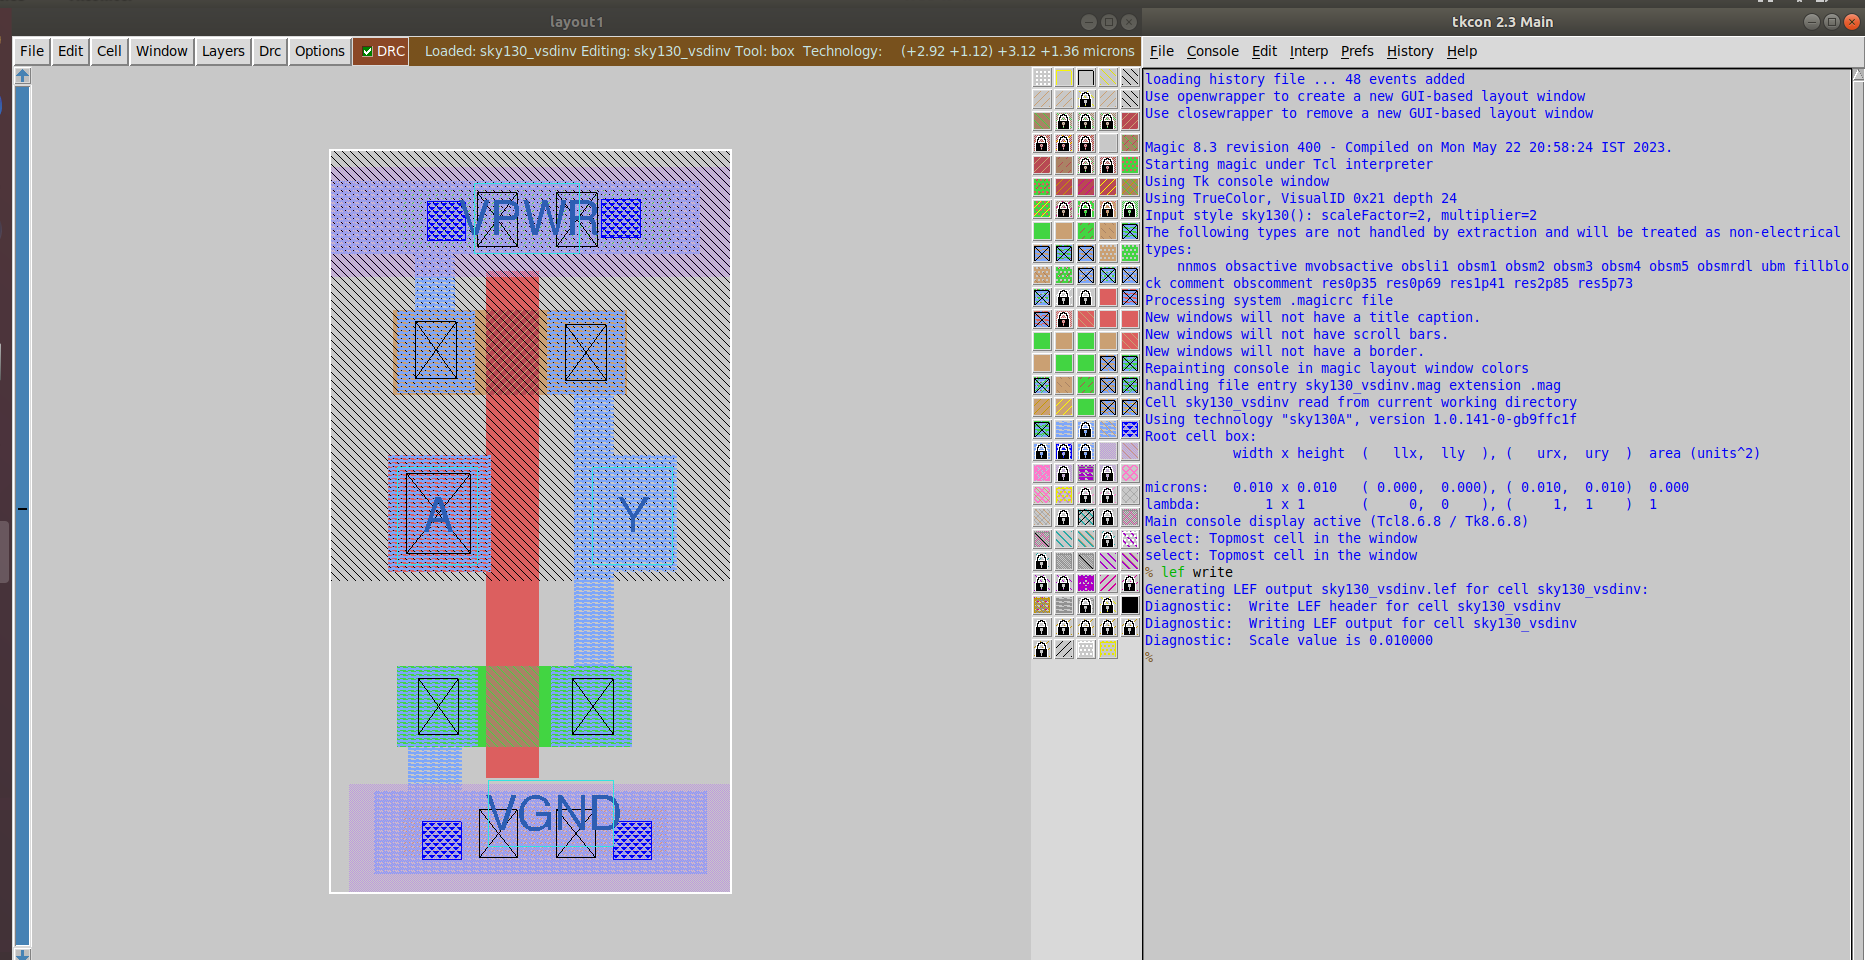 layout1
File Edit Cell Window Layers Drc Options DRC Loaded: sky130_vsdinv Editing: sky130_vsdinv Tool: box Technology: (+2.92 +1.12) +3.12 +1.36 microns
VPWR
A
Y
VGND
tkcon 2.3 Main
File Console Edit Interp Prefs History Help
loading history file ... 48 events added
Use openwrapper to create a new GUI-based layout window
Use closewrapper to remove a new GUI-based layout window
Magic 8.3 revision 400 - Compiled on Mon May 22 20:58:24 IST 2023.
Starting magic under Tcl interpreter
Using Tk console window
Using TrueColor, VisualID 0x21 depth 24
Input style sky130(): scaleFactor=2, multiplier=2
The following types are not handled by extraction and will be treated as non-electrical
types:
nnmos obsactive mvobsactive obsli1 obsm1 obsm2 obsm3 obsm4 obsm5 obsmrdl ubm fillblo
ck comment obscomment res0p35 res0p69 res1p41 res2p85 res5p73
Processing system .magicrc file
New windows will not have a title caption.
New windows will not have scroll bars.
New windows will not have a border.
Repainting console in magic layout window colors
handling file entry sky130_vsdinv.mag extension .mag
Cell sky130_vsdinv read from current working directory
Using technology "sky130A", version 1.0.141-0-gb9ffc1f
Root cell box:
width x height ( llx, lly ), ( urx, ury ) area (units^2)
microns: 0.010 x 0.010 ( 0.000, 0.000), ( 0.010, 0.010) 0.000
lambda: 1 x 1 ( 0, 0 ), ( 1, 1 ) 1
Main console display active (Tcl8.6.8 / Tk8.6.8)
select: Topmost cell in the window
select: Topmost cell in the window
% lef write
Generating LEF output sky130_vsdinv.lef for cell sky130_vsdinv:
Diagnostic: Write LEF header for cell sky130_vsdinv
Diagnostic: Writing LEF output for cell sky130_vsdinv
Diagnostic: Scale value is 0.010000
%